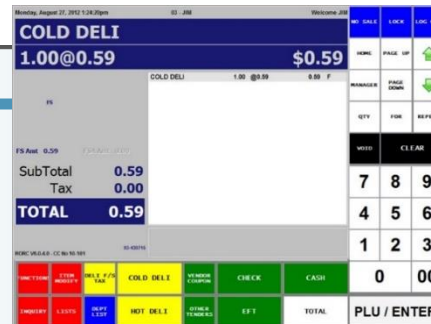 Monday, August 27, 2012 1:24:20pm 03 - JIM Welcome JIM
COLD DELI
1.00@0.59 $0.59
COLD DELI 1.00 @0.59 0.59 F
FS
FS Amt 0.59
SubTotal 0.59
Tax 0.00
TOTAL 0.59
NO SALE LOCK LOG
HOME PAGE UP
MANAGER PAGE DOWN
QTY FOR
VOID CLEAR
7 8 9
4 5 6
1 2 3
0 00
PLU / ENTER
FUNCTIONS ITEM MODIFY DELI F/S TAX COLD DELI VENDOR COUPON CHECK CASH
INQUIRY LISTS DEPT LIST HOT DELI OTHER TENDERS EFT TOTAL